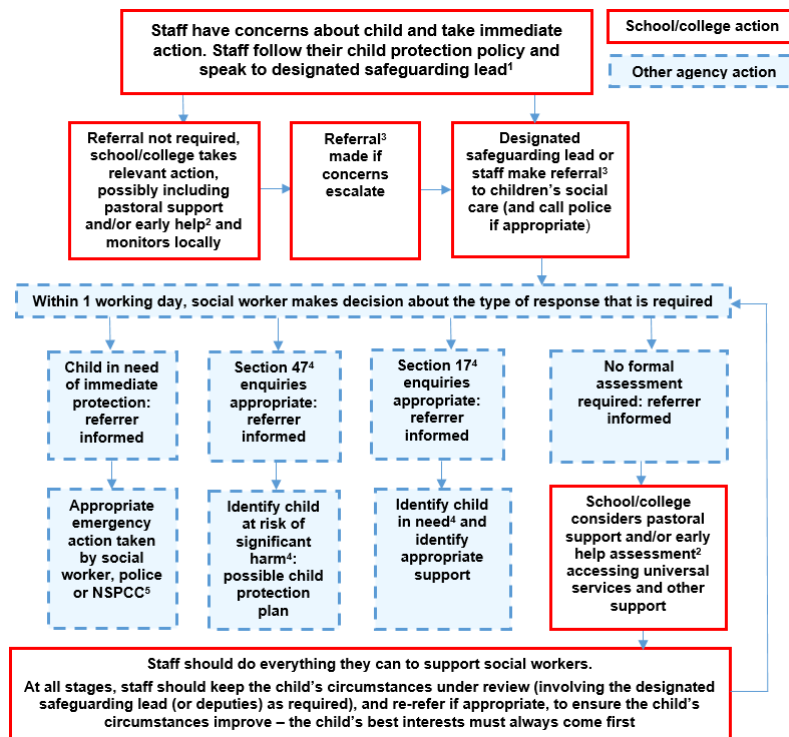 Staff have concerns about child and take immediate
action. Staff follow their child protection policy and
speak to designated safeguarding lead¹
School/college action
Other agency action
Referral not required,
school/college takes
relevant action,
possibly including
pastoral support
and/or early help² and
monitors locally
Referral³
made if
concerns
escalate
Designated
safeguarding lead or
staff make referral³
to children’s social
care (and call police
if appropriate)
Within 1 working day, social worker makes decision about the type of response that is required
Child in need
of immediate
protection:
referrer
informed
Section 47⁴
enquiries
appropriate:
referrer
informed
Section 17⁴
enquiries
appropriate:
referrer
informed
No formal
assessment
required: referrer
informed
Appropriate
emergency
action taken
by social
worker, police
or NSPCC⁵
Identify child
at risk of
significant
harm⁴:
possible child
protection
plan
Identify child
in need⁴ and
identify
appropriate
support
School/college
considers pastoral
support and/or early
help assessment²
accessing universal
services and other
support
Staff should do everything they can to support social workers.
At all stages, staff should keep the child’s circumstances under review (involving the designated
safeguarding lead (or deputies) as required), and re-refer if appropriate, to ensure the child’s
circumstances improve – the child’s best interests must always come first